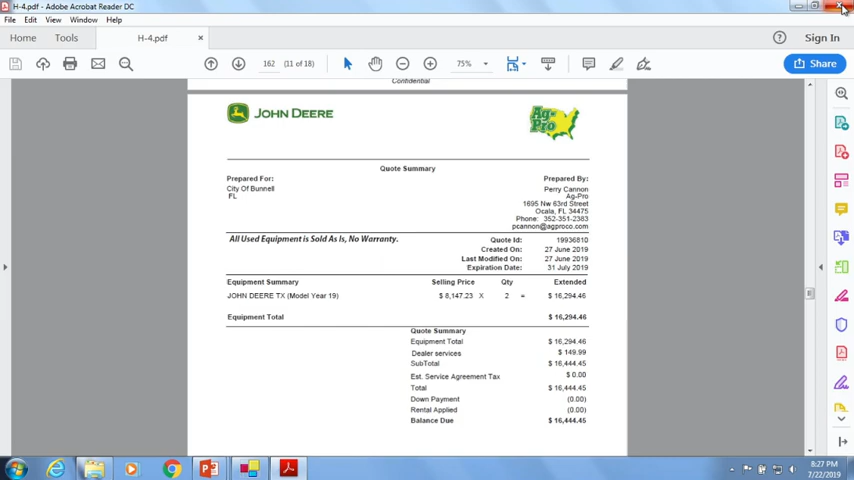 H-4.pdf - Adobe Acrobat Reader DC
File Edit View Window Help
Home Tools H-4.pdf × Sign In
162 (11 of 18) 75% Share
Confidential
JOHN DEERE Ag-Pro
Quote Summary
Prepared For: Prepared By:
City Of Bunnell Perry Cannon
FL Ag-Pro
1695 Nw 63rd Street
Ocala, FL 34475
Phone: 352-351-2383
pcannon@agproco.com
All Used Equipment is Sold As Is, No Warranty.
Quote Id: 19936810
Created On: 27 June 2019
Last Modified On: 27 June 2019
Expiration Date: 31 July 2019
Equipment Summary Selling Price Qty Extended
JOHN DEERE TX (Model Year 19) $ 8,147.23 X 2 = $ 16,294.46
Equipment Total $ 16,294.46
Quote Summary
Equipment Total $ 16,294.46
Dealer services $ 149.99
SubTotal $ 16,444.45
Est. Service Agreement Tax $ 0.00
Total $ 16,444.45
Down Payment (0.00)
Rental Applied (0.00)
Balance Due $ 16,444.45
8:27 PM
7/22/2019